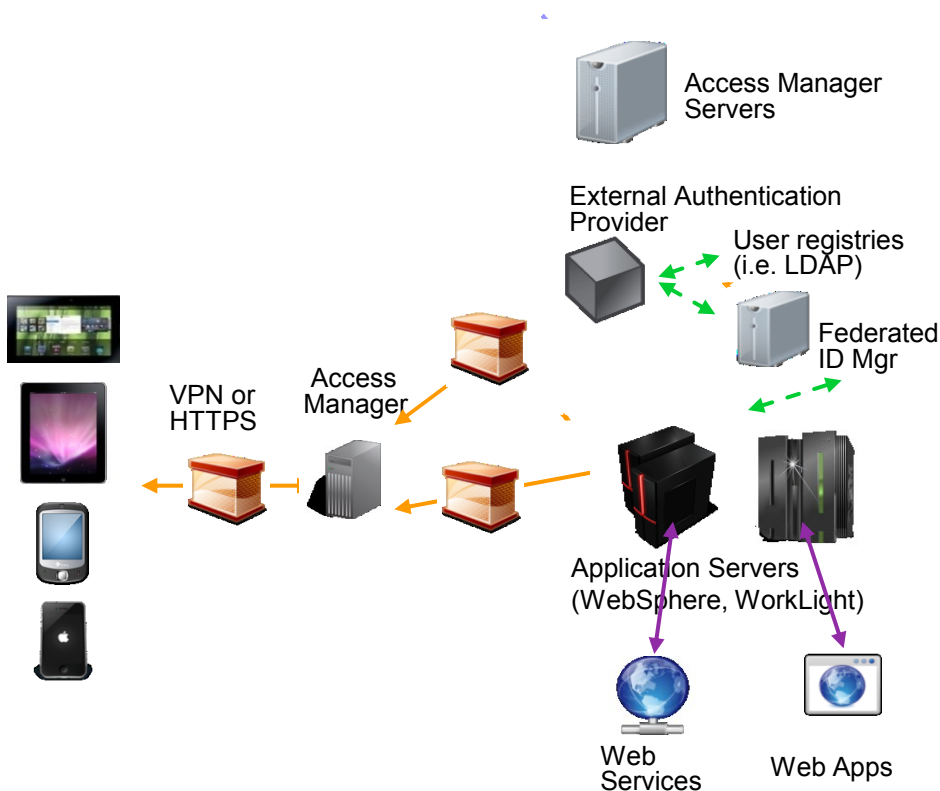 Access Manager
Servers
External Authentication
Provider
User registries
(i.e. LDAP)
Federated
ID Mgr
VPN or
HTTPS
Access
Manager
Application Servers
(WebSphere, WorkLight)
Web
Services
Web Apps